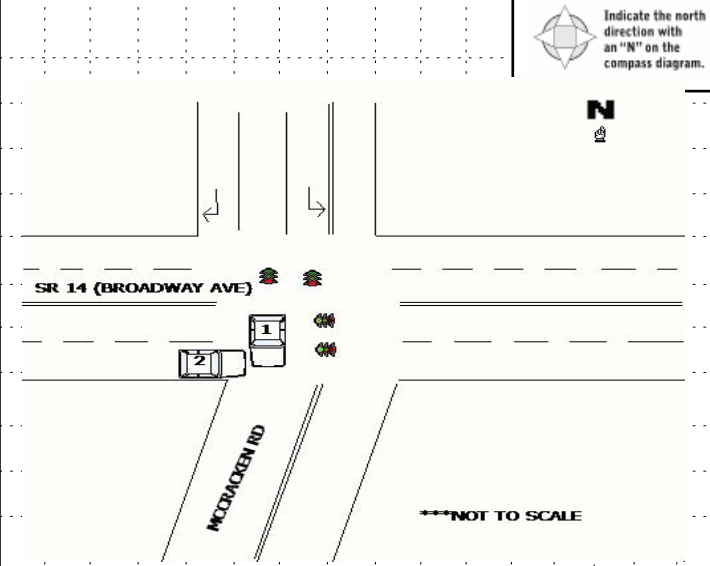 Indicate the north
direction with
an "N" on the
compass diagram.
N
SR 14 (BROADWAY AVE)
1
2
MCCRACKEN RD
***NOT TO SCALE